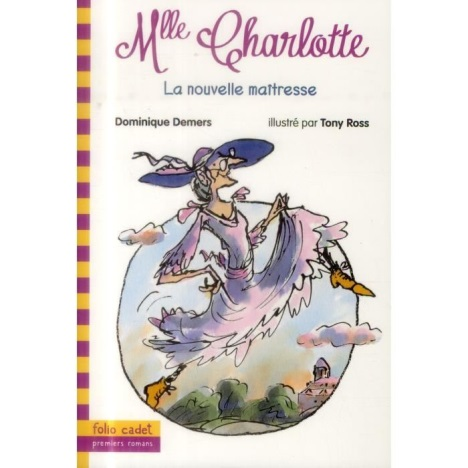 Mlle Charlotte
La nouvelle maîtresse
Dominique Demers illustré par Tony Ross
folio cadet
premiers romans